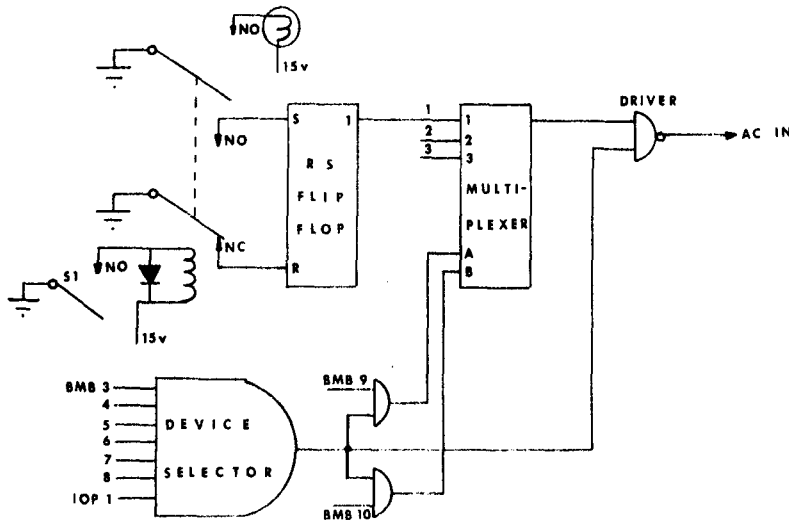 NO
15v
DRIVER
S 1
NO
1 1
2 2
3 3
AC IN
RS
FLIP
FLOP
MULTI-
PLEXER
NC
R
A
B
S1
NO
15v
BMB 3
4
5
6
7
8
IOP 1
DEVICE
SELECTOR
BMB 9
BMB 10